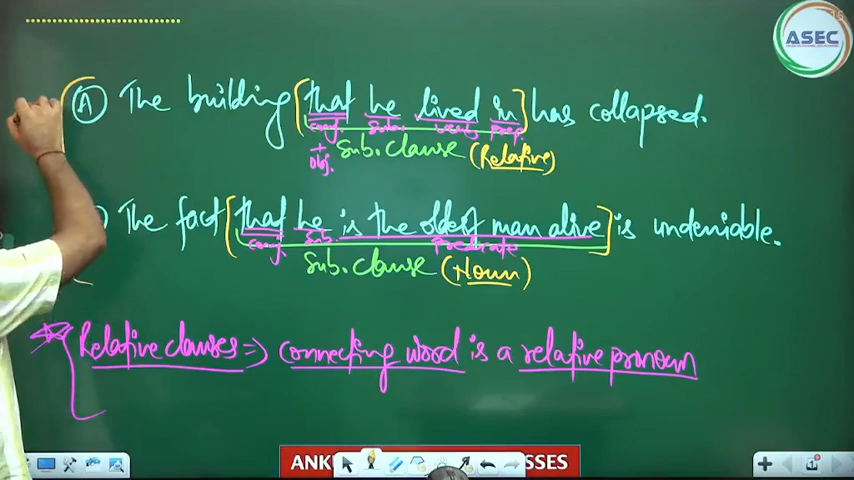 15
ASEC
(A) The building [that he lived in] has collapsed.
conj. Sub. verb prep.
+ Obj.
Sub. Clause (Relative)
) The fact [that he is the oldest man alive] is undeniable.
conj. Sub. Predicate
Sub. Clause (Noun)
Relative clauses => connecting word is a relative pronoun
ANK SSES